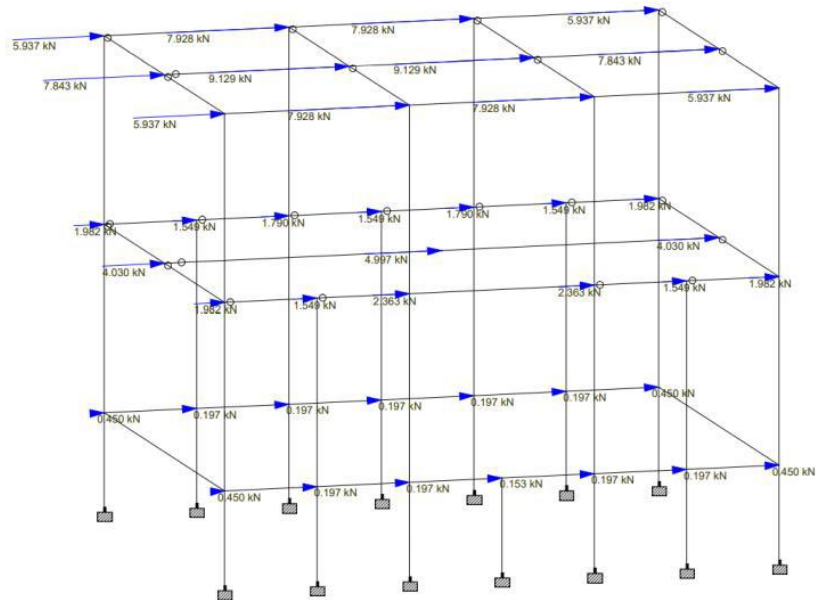 5.937 kN 7.928 kN 7.928 kN 5.937 kN
7.843 kN 9.129 kN 9.129 kN 7.843 kN
5.937 kN 7.928 kN 7.928 kN 5.937 kN
1.982 kN 1.549 kN 1.790 kN 1.549 kN 1.790 kN 1.549 kN 1.982 kN
4.030 kN 4.997 kN 4.030 kN
1.982 kN 1.549 kN 2.363 kN 2.363 kN 1.549 kN 1.982 kN
0.450 kN 0.197 kN 0.197 kN 0.197 kN 0.197 kN 0.197 kN 0.450 kN
0.450 kN 0.197 kN 0.197 kN 0.153 kN 0.197 kN 0.197 kN 0.450 kN